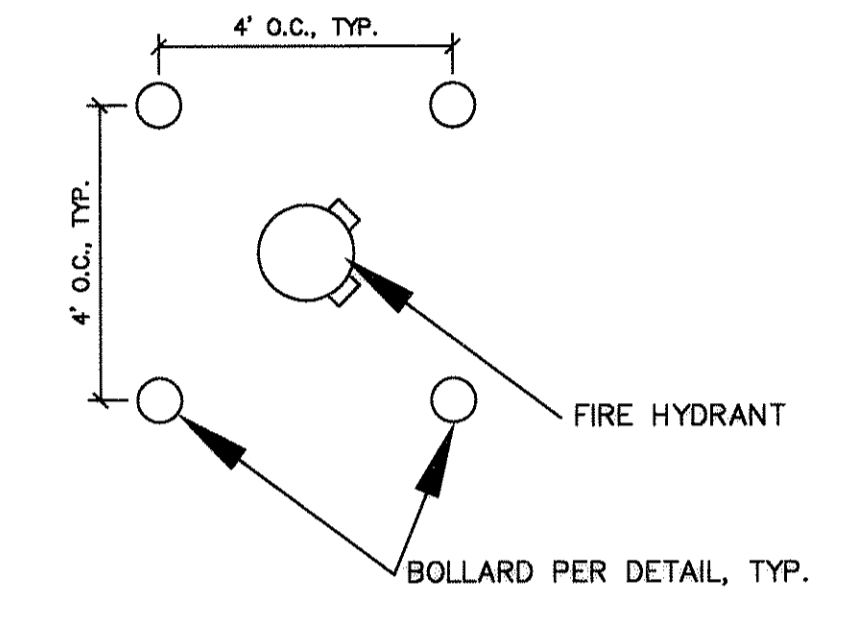 4' O.C., TYP.
4' O.C., TYP.
FIRE HYDRANT
BOLLARD PER DETAIL, TYP.